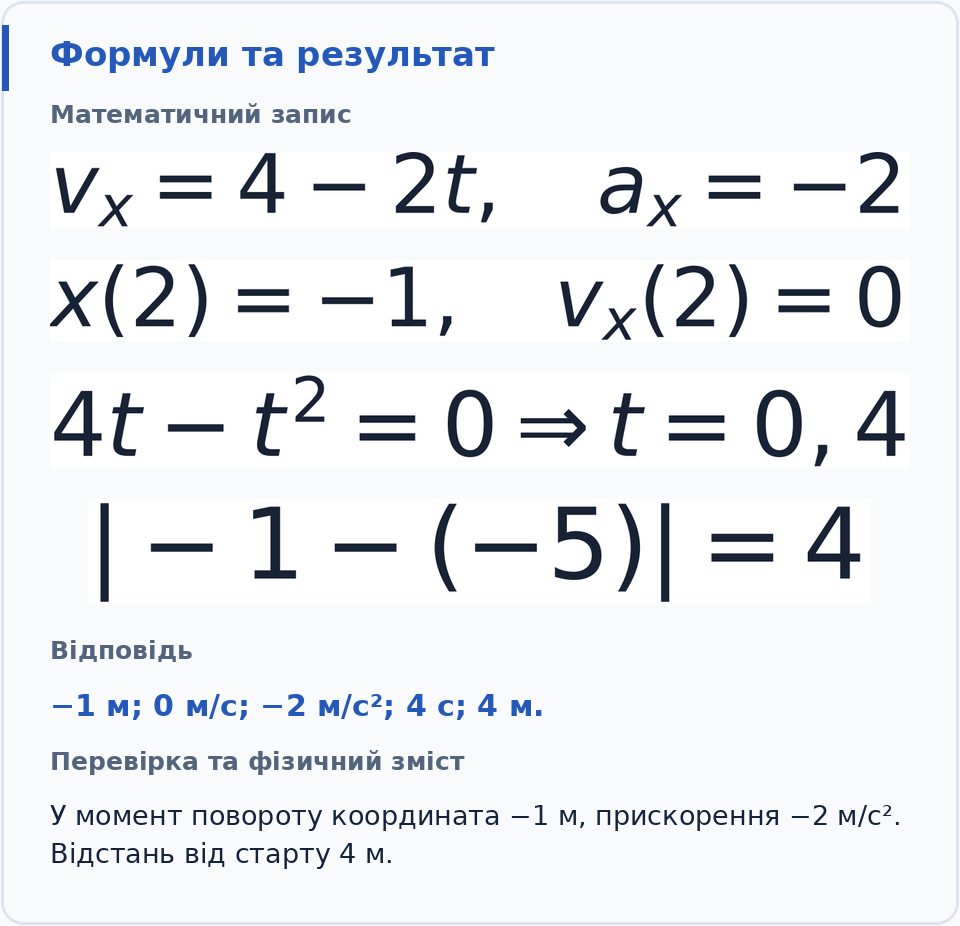 Формули та результат
Математичний запис
vₓ = 4 − 2t, aₓ = −2
x(2) = −1, vₓ(2) = 0
4t − t² = 0 ⇒ t = 0, 4
| − 1 − (−5)| = 4
Відповідь
−1 м; 0 м/с; −2 м/с²; 4 с; 4 м.
Перевірка та фізичний зміст
У момент повороту координата −1 м, прискорення −2 м/с².
Відстань від старту 4 м.